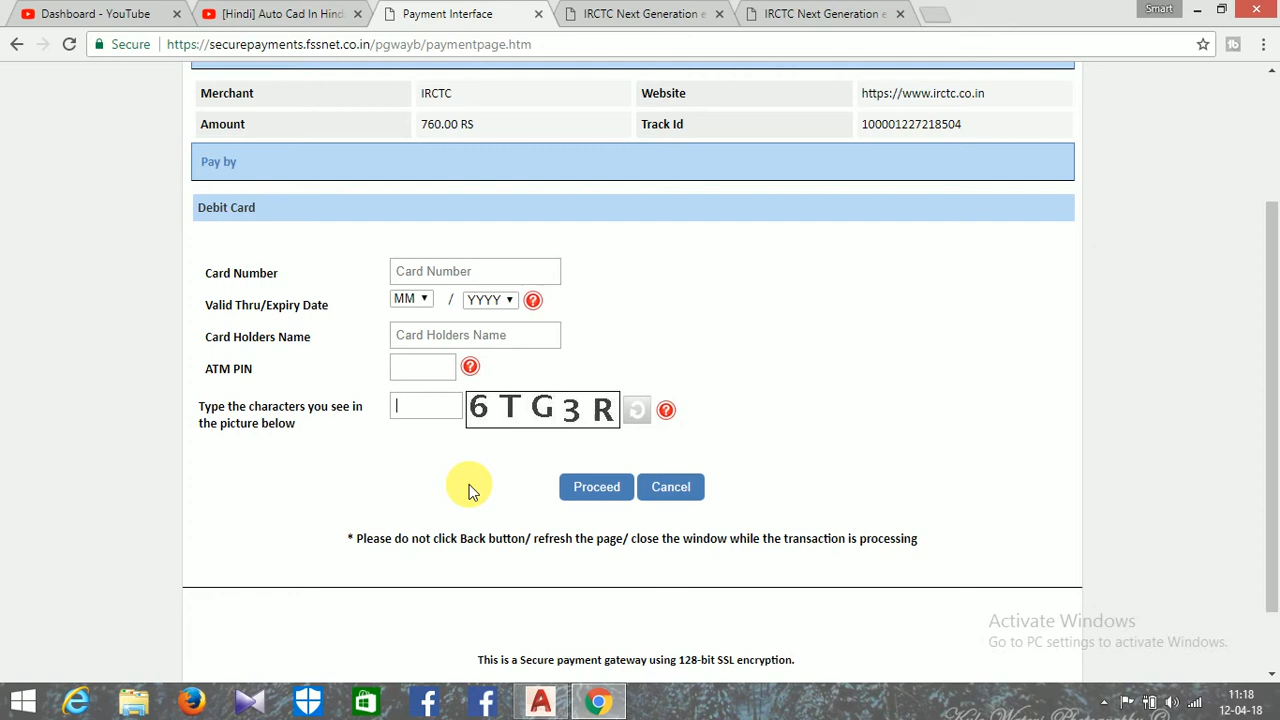 Dashboard - YouTube
[Hindi] Auto Cad In Hind
Payment Interface
IRCTC Next Generation e
IRCTC Next Generation e
Smart
Secure https://securepayments.fssnet.co.in/pgwayb/paymentpage.htm
Merchant IRCTC Website https://www.irctc.co.in
Amount 760.00 RS Track Id 100001227218504
Pay by
Debit Card
Card Number Card Number
Valid Thru/Expiry Date MM / YYYY ?
Card Holders Name Card Holders Name
ATM PIN ?
Type the characters you see in
the picture below
6 T G 3 R ?
Proceed Cancel
* Please do not click Back button/ refresh the page/ close the window while the transaction is processing
Activate Windows
Go to PC settings to activate Windows.
This is a Secure payment gateway using 128-bit SSL encryption.
11:18
12-04-18